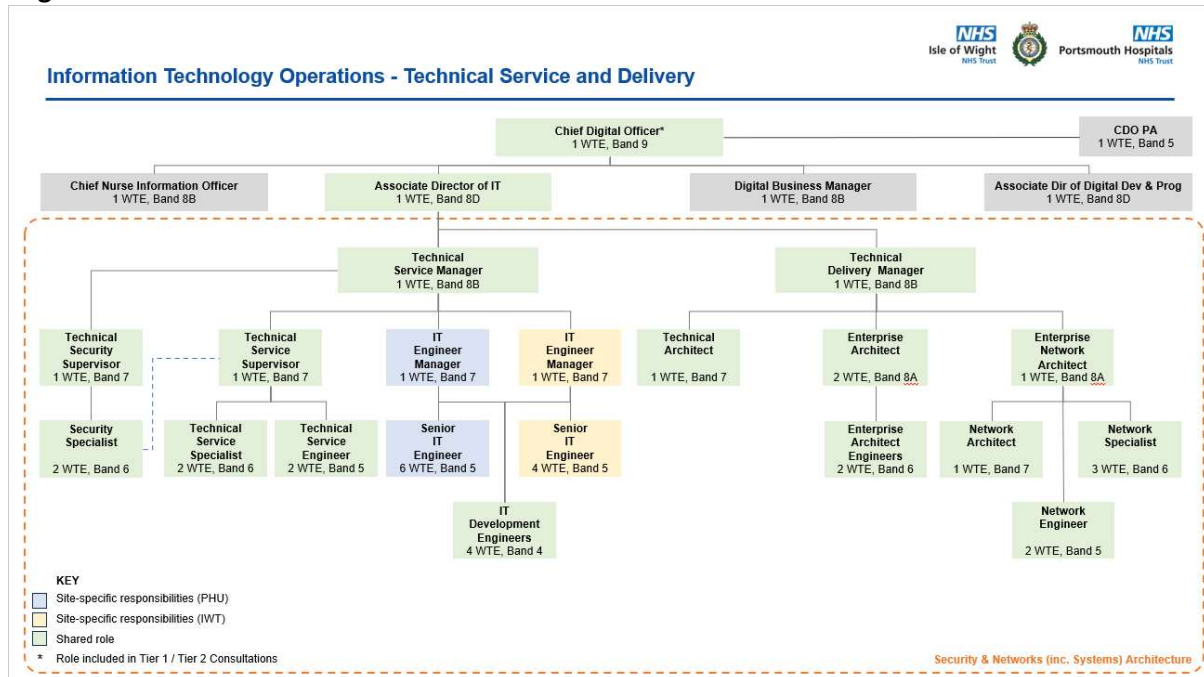 NHS
Isle of Wight
NHS Trust
NHS
Portsmouth Hospitals
NHS Trust
Information Technology Operations - Technical Service and Delivery
Chief Digital Officer*
1 WTE, Band 9
CDO PA
1 WTE, Band 5
Chief Nurse Information Officer
1 WTE, Band 8B
Associate Director of IT
1 WTE, Band 8D
Digital Business Manager
1 WTE, Band 8B
Associate Dir of Digital Dev & Prog
1 WTE, Band 8D
Technical
Service Manager
1 WTE, Band 8B
Technical
Delivery Manager
1 WTE, Band 8B
Technical
Security
Supervisor
1 WTE, Band 7
Technical
Service
Supervisor
1 WTE, Band 7
IT
Engineer
Manager
1 WTE, Band 7
IT
Engineer
Manager
1 WTE, Band 7
Technical
Architect
1 WTE, Band 7
Enterprise
Architect
2 WTE, Band 8A
Enterprise
Network
Architect
1 WTE, Band 8A
Security
Specialist
2 WTE, Band 6
Technical
Service
Specialist
2 WTE, Band 6
Technical
Service
Engineer
2 WTE, Band 5
Senior
IT
Engineer
6 WTE, Band 5
Senior
IT
Engineer
4 WTE, Band 5
Enterprise
Architect
Engineers
2 WTE, Band 6
Network
Architect
1 WTE, Band 7
Network
Specialist
3 WTE, Band 6
IT
Development
Engineers
4 WTE, Band 4
Network
Engineer
2 WTE, Band 5
KEY
Site-specific responsibilities (PHU)
Site-specific responsibilities (IWT)
Shared role
* Role included in Tier 1 / Tier 2 Consultations
Security & Networks (inc. Systems) Architecture